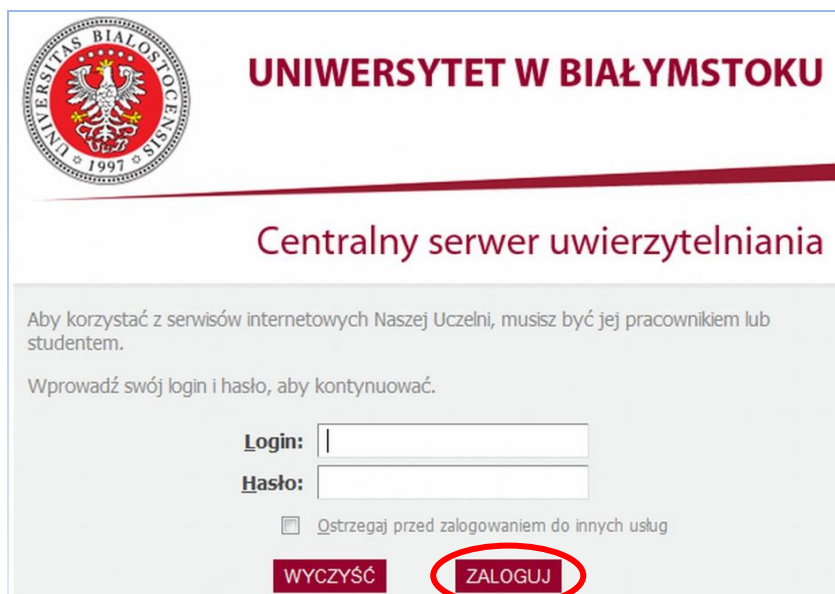 UNIVERSITAS BIALOSTOCENSIS
1997
UNIWERSYTET W BIAŁYMSTOKU
Centralny serwer uwierzytelniania
Aby korzystać z serwisów internetowych Naszej Uczelni, musisz być jej pracownikiem lub
studentem.
Wprowadź swój login i hasło, aby kontynuować.
Login:
Hasło:
Ostrzegaj przed zalogowaniem do innych usług
WYCZYŚĆ ZALOGUJ